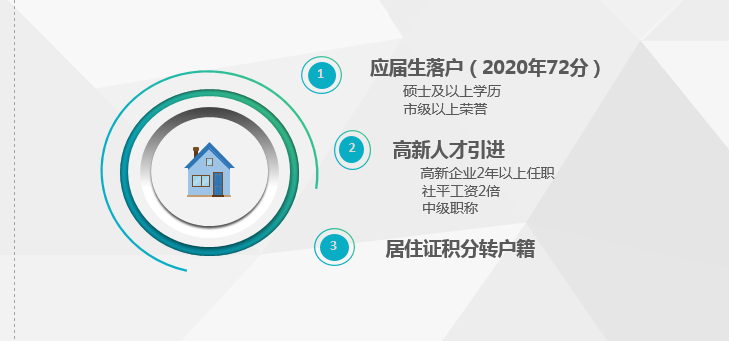 1
应届生落户（2020年72分）
硕士及以上学历
市级以上荣誉
2
高新人才引进
高新企业2年以上任职
社平工资2倍
中级职称
3
居住证积分转户籍